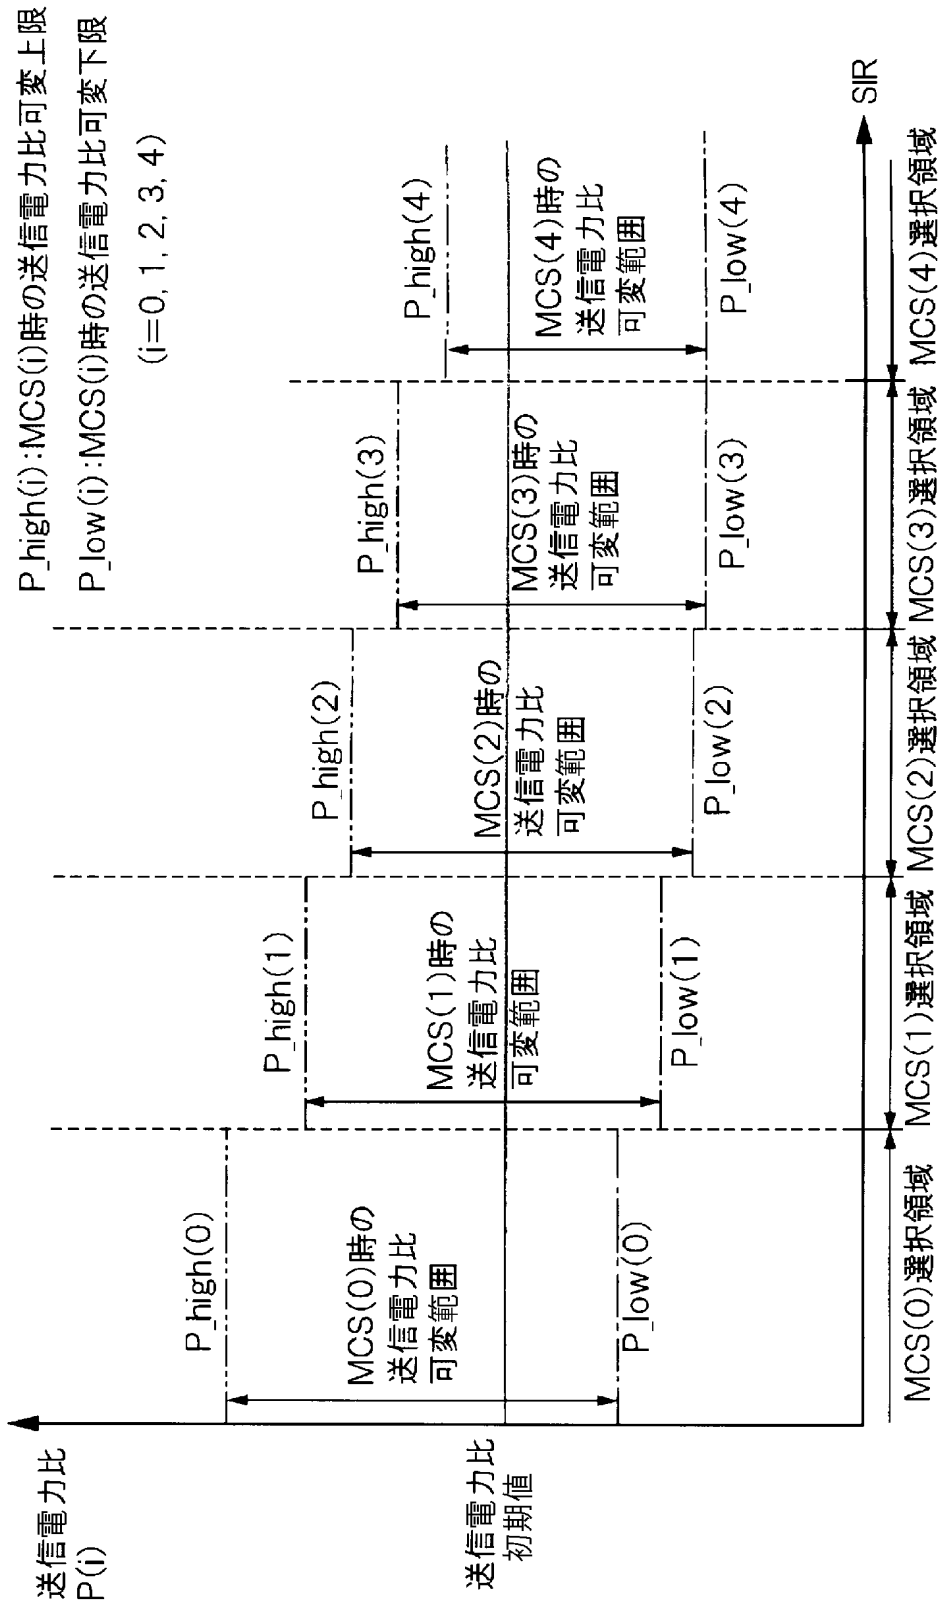 P_high(i):MCS(i)時の送信電力比可変上限
P_low(i):MCS(i)時の送信電力比可変下限
(i=0, 1, 2, 3, 4)
送信電力比
P(i)
送信電力比
初期値
P_high(0)
MCS(0)時の
送信電力比
可変範囲
P_low(0)
P_high(1)
MCS(1)時の
送信電力比
可変範囲
P_low(1)
P_high(2)
MCS(2)時の
送信電力比
可変範囲
P_low(2)
P_high(3)
MCS(3)時の
送信電力比
可変範囲
P_low(3)
P_high(4)
MCS(4)時の
送信電力比
可変範囲
P_low(4)
SIR
MCS(0)選択領域
MCS(1)選択領域
MCS(2)選択領域
MCS(3)選択領域
MCS(4)選択領域